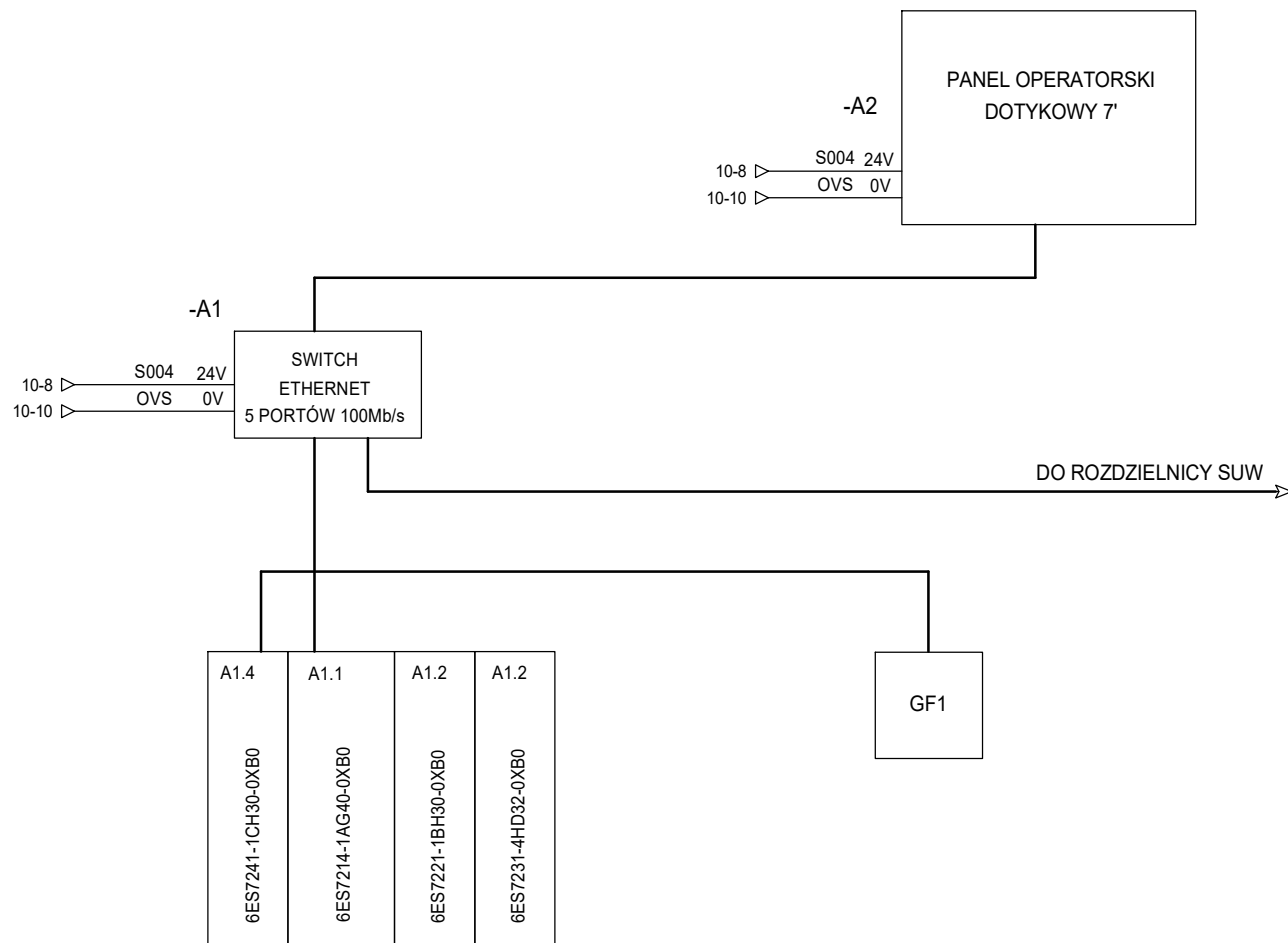 PANEL OPERATORSKI
DOTYKOWY 7'
-A2
10-8 S004 24V
10-10 OVS 0V
-A1
SWITCH
ETHERNET
5 PORTÓW 100Mb/s
10-8 S004 24V
10-10 OVS 0V
DO ROZDZIELNICY SUW
A1.4
A1.1
A1.2
A1.2
6ES7241-1CH30-0XB0
6ES7214-1AG40-0XB0
6ES7221-1BH30-0XB0
6ES7231-4HD32-0XB0
GF1